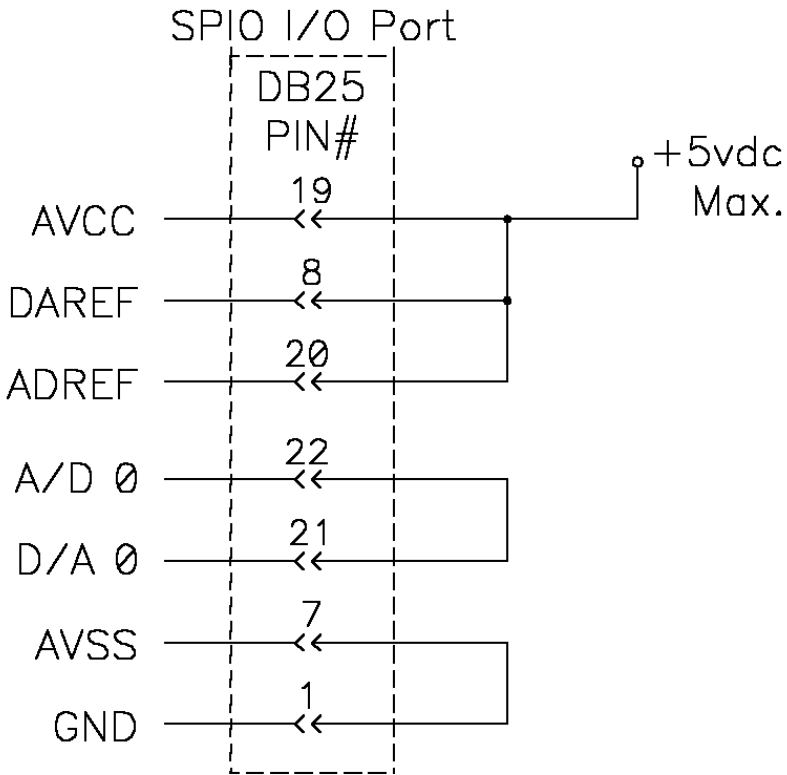 SPIO I/O Port
DB25
PIN#
+5vdc
Max.
AVCC 19
DAREF 8
ADREF 20
A/D 0 22
D/A 0 21
AVSS 7
GND 1